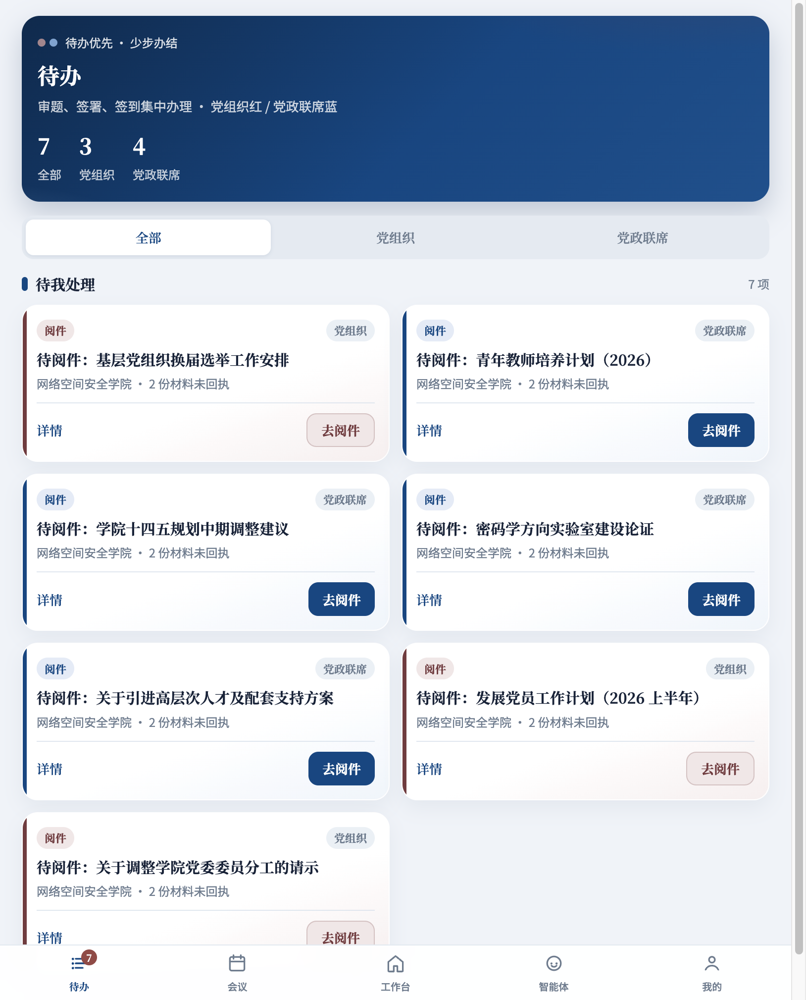 待办优先 · 少步办结
待办
审题、签署、签到集中办理 · 党组织红 / 党政联席蓝
7 3 4
全部 党组织 党政联席
全部 党组织 党政联席
待我处理 7 项
阅件 党组织
待阅件：基层党组织换届选举工作安排
网络空间安全学院 · 2 份材料未回执
详情 去阅件
阅件 党政联席
待阅件：青年教师培养计划（2026）
网络空间安全学院 · 2 份材料未回执
详情 去阅件
阅件 党政联席
待阅件：学院十四五规划中期调整建议
网络空间安全学院 · 2 份材料未回执
详情 去阅件
阅件 党政联席
待阅件：密码学方向实验室建设论证
网络空间安全学院 · 2 份材料未回执
详情 去阅件
阅件 党政联席
待阅件：关于引进高层次人才及配套支持方案
网络空间安全学院 · 2 份材料未回执
详情 去阅件
阅件 党组织
待阅件：发展党员工作计划（2026 上半年）
网络空间安全学院 · 2 份材料未回执
详情 去阅件
阅件 党组织
待阅件：关于调整学院党委委员分工的请示
网络空间安全学院 · 2 份材料未回执
详情 去阅件
7
待办 会议 工作台 智能体 我的